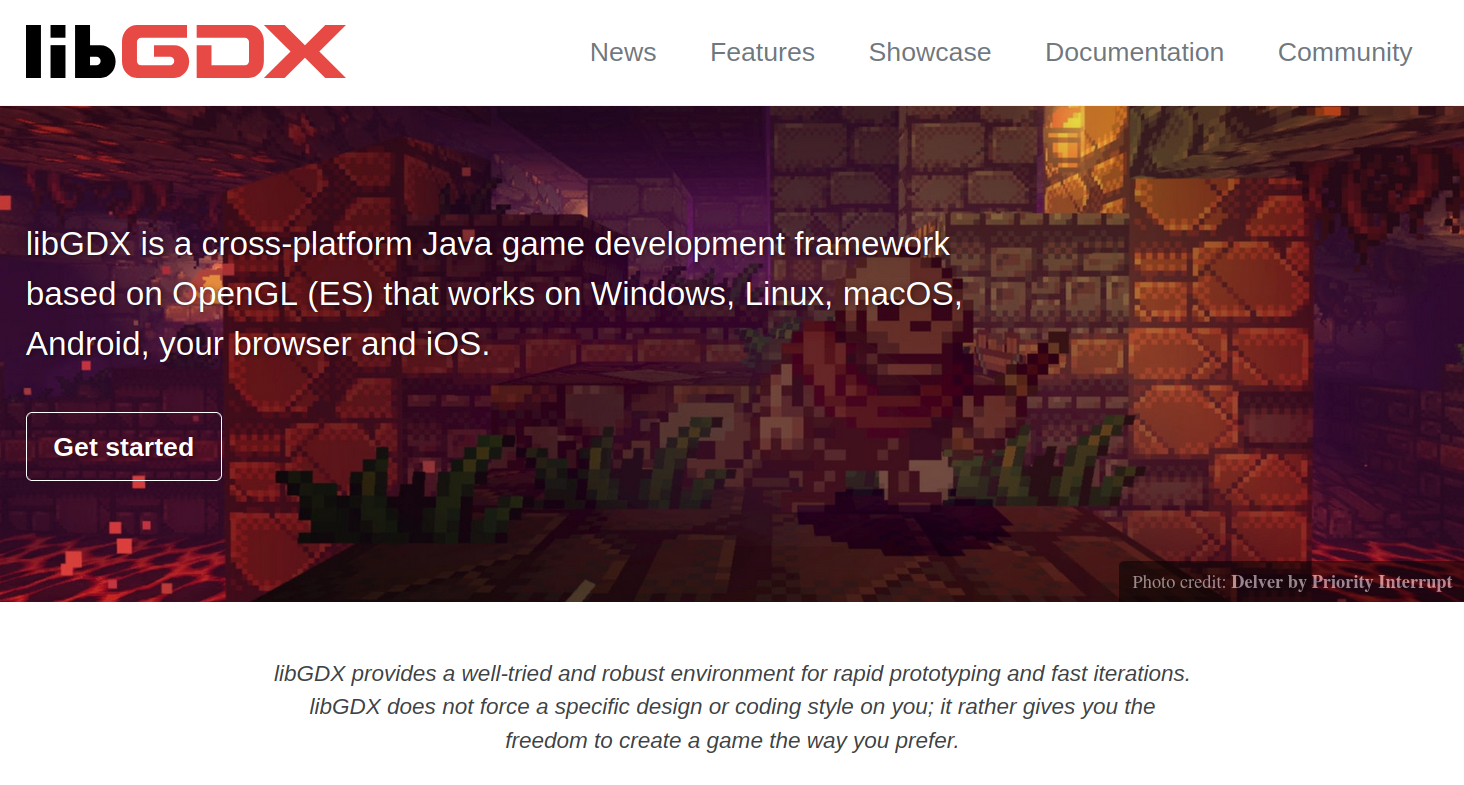 libGDX
News Features Showcase Documentation Community
libGDX is a cross-platform Java game development framework
based on OpenGL (ES) that works on Windows, Linux, macOS,
Android, your browser and iOS.
Get started
Photo credit: Delver by Priority Interrupt
libGDX provides a well-tried and robust environment for rapid prototyping and fast iterations.
libGDX does not force a specific design or coding style on you; it rather gives you the
freedom to create a game the way you prefer.